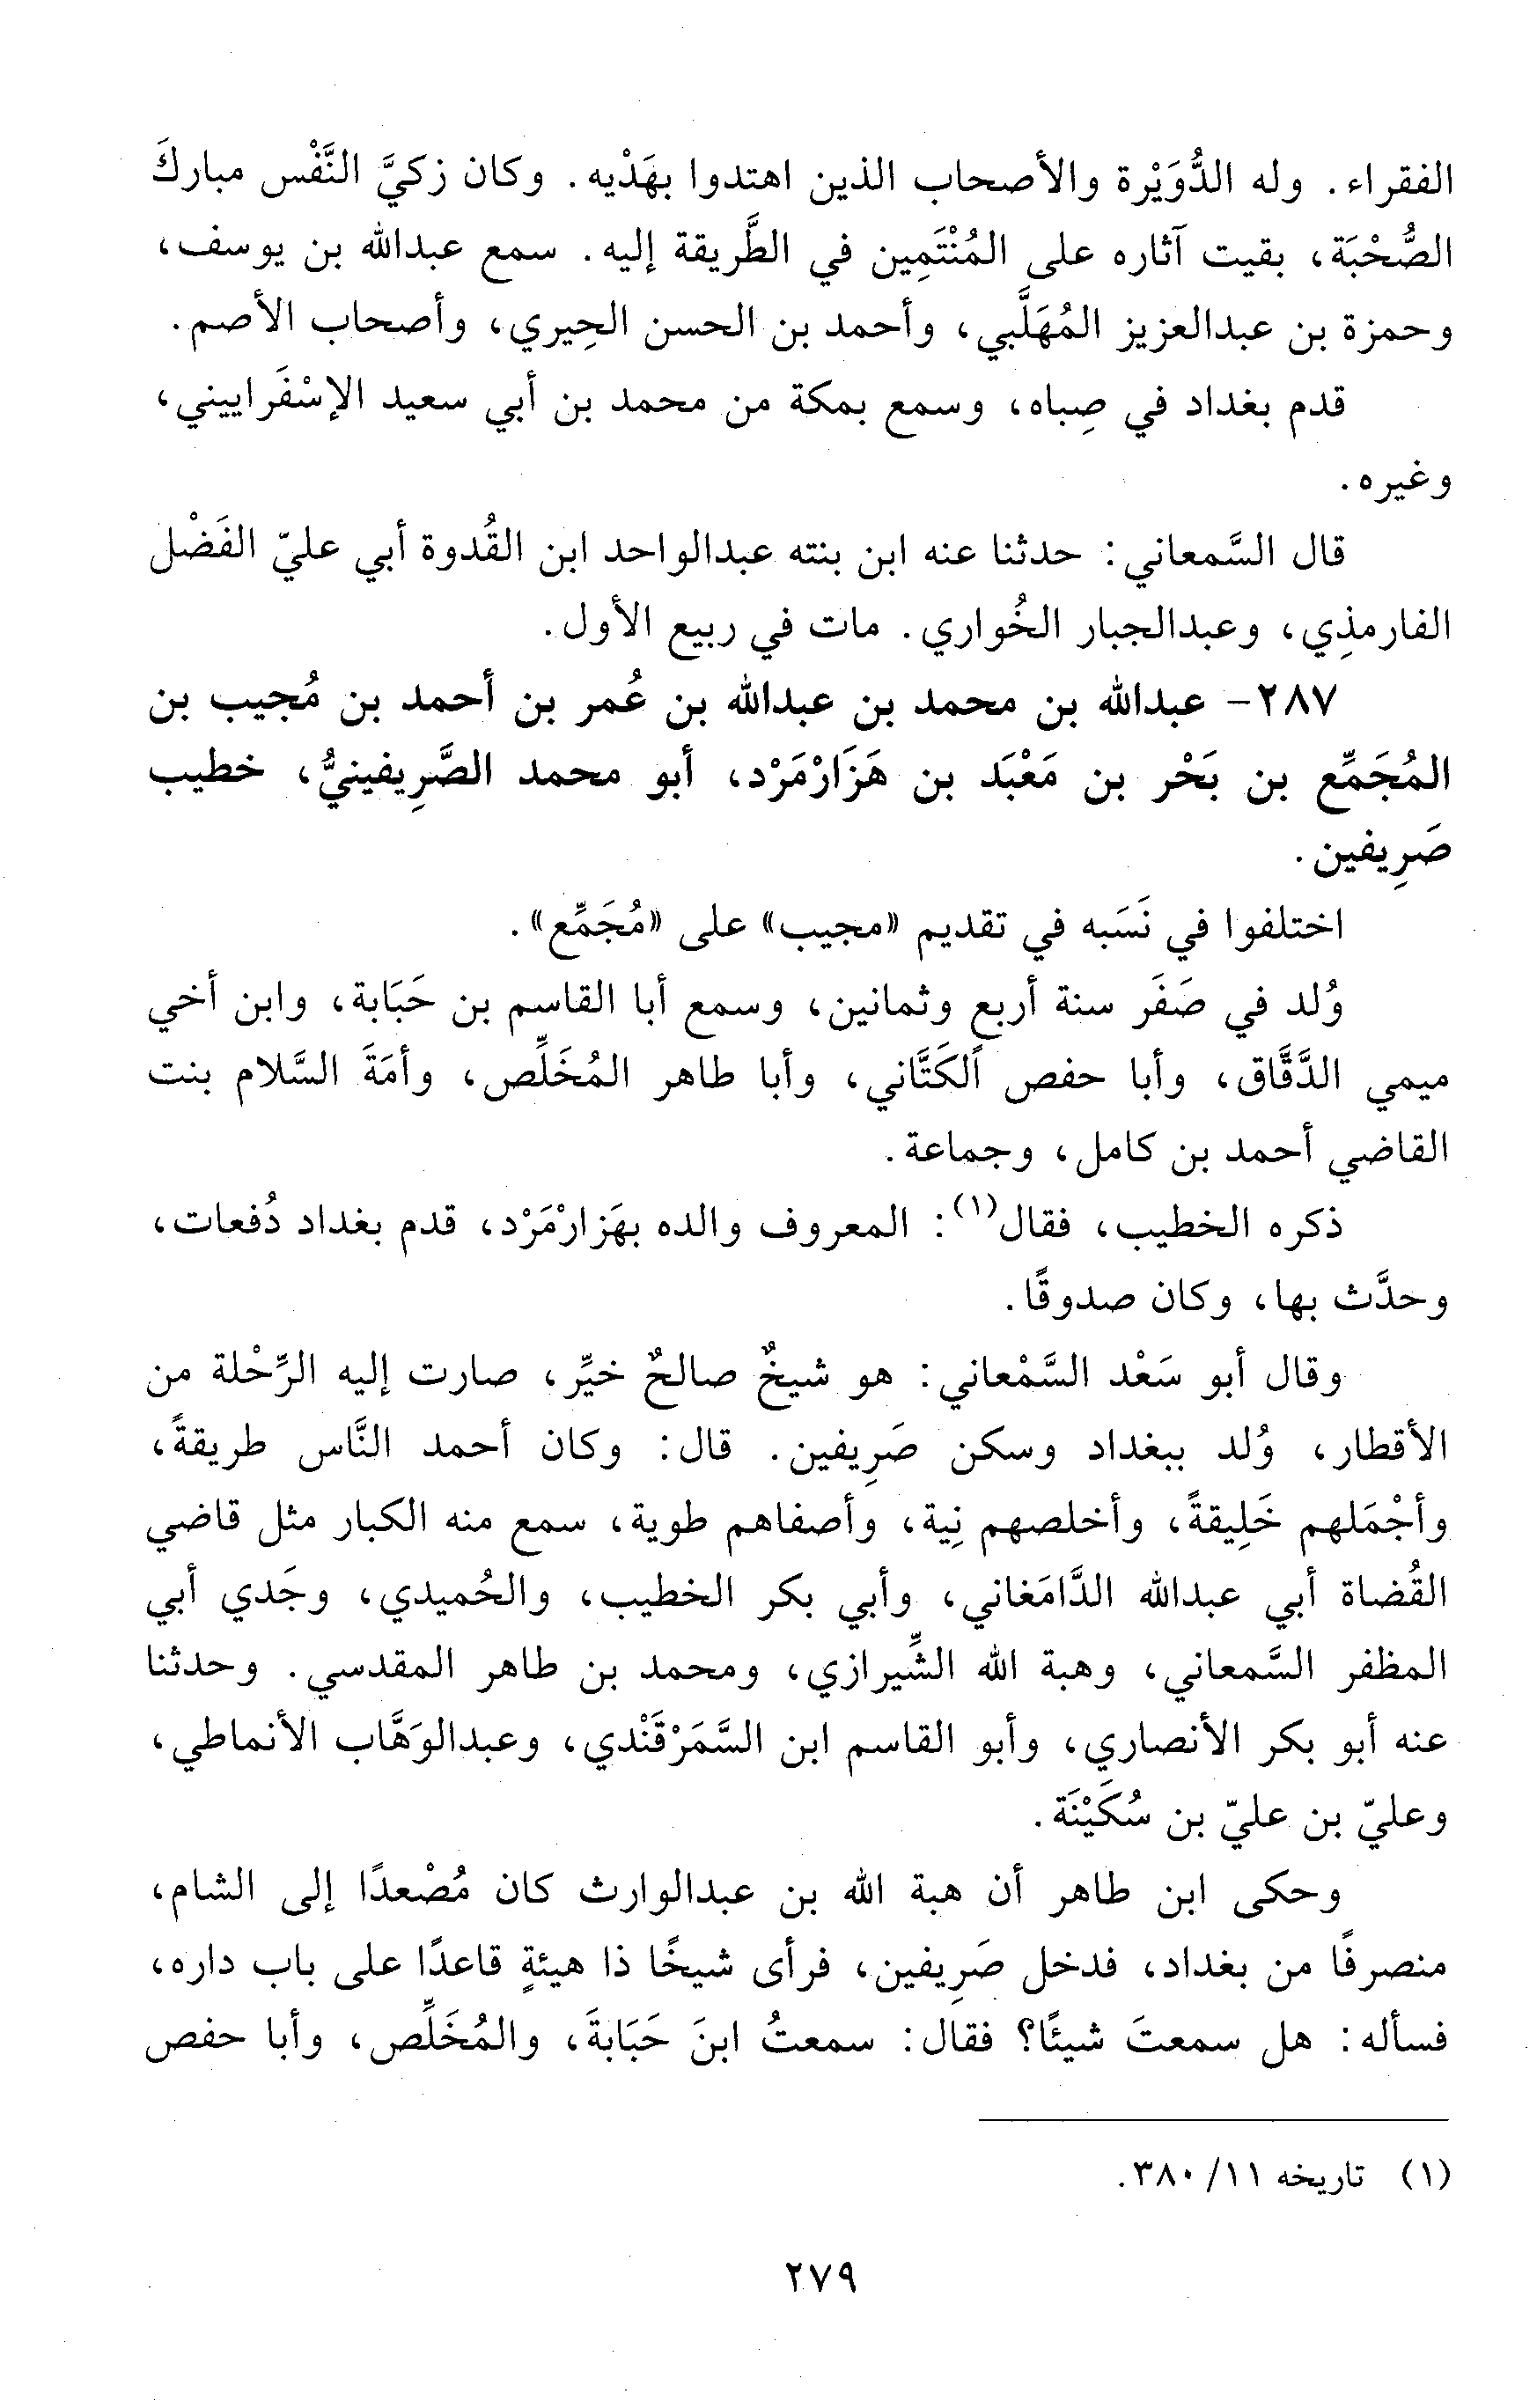 الفقراء. وله الدُّوَيْرة والأصحاب الذين اهتدوا بهَدْيه. وكان زكيَّ النَّفْس مباركَ
الصُّحْبَة، بقيت آثاره على المُنْتَمِين في الطَّريقة إليه. سمع عبدالله بن يوسف،
وحمزة بن عبدالعزيز المُهَلَّبي، وأحمد بن الحسن الحِيري، وأصحاب الأصم.
قدم بغداد في صِباه، وسمع بمكة من محمد بن أبي سعيد الإسْفَراييني،
وغيره.
قال السَّمعاني: حدثنا عنه ابن بنته عبدالواحد ابن القُدوة أبي عليّ الفَضْل
الفارمذِي، وعبدالجبار الخُواري. مات في ربيع الأول.
٢٨٧- عبدالله بن محمد بن عبدالله بن عُمر بن أحمد بن مُجيب بن
المُجَمِّع بن بَحْر بن مَعْبَد بن هَزَارْمَرْد، أبو محمد الصَّرِيفينيُّ، خطيب
صَرِيفين.
اختلفوا في نَسَبه في تقديم «مجيب» على «مُجَمِّع».
وُلد في صَفَر سنة أربع وثمانين، وسمع أبا القاسم بن حَبَابة، وابن أخي
ميمي الدَّقَّاق، وأبا حفص الكَتَّاني، وأبا طاهر المُخَلِّص، وأمَةَ السَّلام بنت
القاضي أحمد بن كامل، وجماعة.
ذكره الخطيب، فقال(١): المعروف والده بهَزارْمَرْد، قدم بغداد دُفعات،
وحدَّث بها، وكان صدوقًا.
وقال أبو سَعْد السَّمْعاني: هو شيخٌ صالحٌ خيِّر، صارت إليه الرِّحْلة من
الأقطار، وُلد ببغداد وسكن صَرِيفين. قال: وكان أحمد النَّاس طريقةً،
وأجْمَلهم خَلِيقةً، وأخلصهم نِية، وأصفاهم طوية، سمع منه الكبار مثل قاضي
القُضاة أبي عبدالله الدَّامَغاني، وأبي بكر الخطيب، والحُميدي، وجَدي أبي
المظفر السَّمعاني، وهبة الله الشِّيرازي، ومحمد بن طاهر المقدسي. وحدثنا
عنه أبو بكر الأنصاري، وأبو القاسم ابن السَّمَرْقَنْدي، وعبدالوَهَّاب الأنماطي،
وعليّ بن عليّ بن سُكَيْنَة.
وحكى ابن طاهر أن هبة الله بن عبدالوارث كان مُصْعدًا إلى الشام،
منصرفًا من بغداد، فدخل صَرِيفين، فرأى شيخًا ذا هيئةٍ قاعدًا على باب داره،
فسأله: هل سمعتَ شيئًا؟ فقال: سمعتُ ابنَ حَبَابةَ، والمُخَلِّص، وأبا حفص
(١) تاريخه ١١/ ٣٨٠.
٢٧٩